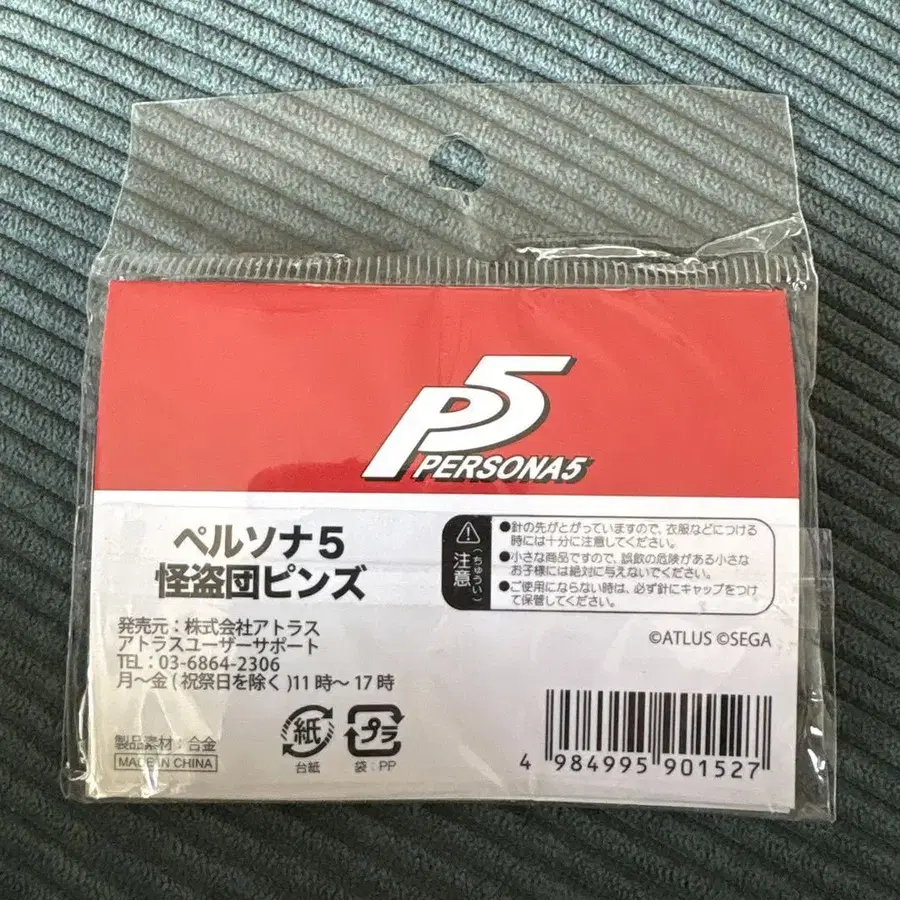 P5
PERSONA5
ペルソナ5
怪盗団ピンズ
発売元：株式会社アトラス
アトラスユーザーサポート
TEL：03-6864-2306
月〜金(祝祭日を除く)11時〜17時
製品素材：合金
MADE IN CHINA
紙
台紙
プラ
袋：PP
注意
(ちゅうい)
●針の先がとがっていますので、衣服などにつける
時には十分に注意してください。
●小さな商品ですので、誤飲の危険がある小さな
お子様には絶対に与えないでください。
●ご使用にならない時は、必ず針にキャップをつけ
て保管してください。
©ATLUS ©SEGA
4 984995 901527